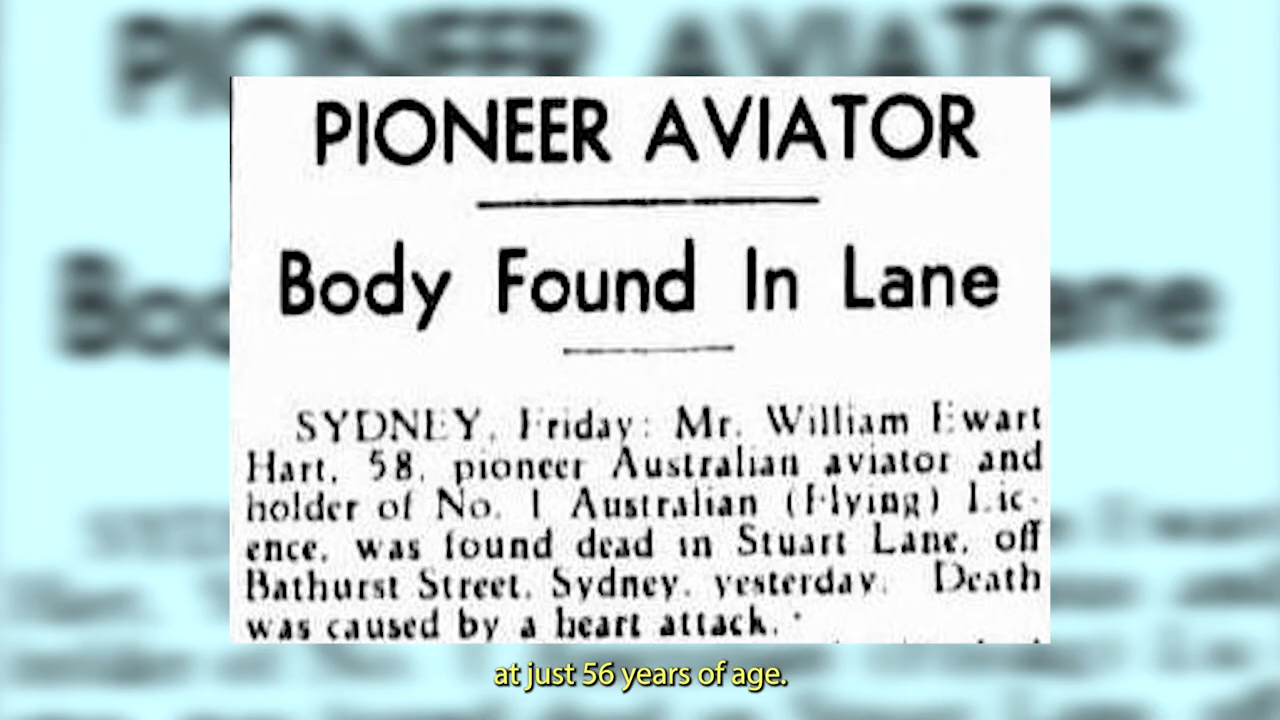 PIONEER AVIATOR
Body Found In Lane
SYDNEY, Friday: Mr. William Ewart
Hart, 58, pioneer Australian aviator and
holder of No. 1 Australian (Flying) Lic-
ence, was found dead in Stuart Lane, off
Bathurst Street, Sydney, yesterday. Death
was caused by a heart attack.
at just 56 years of age.